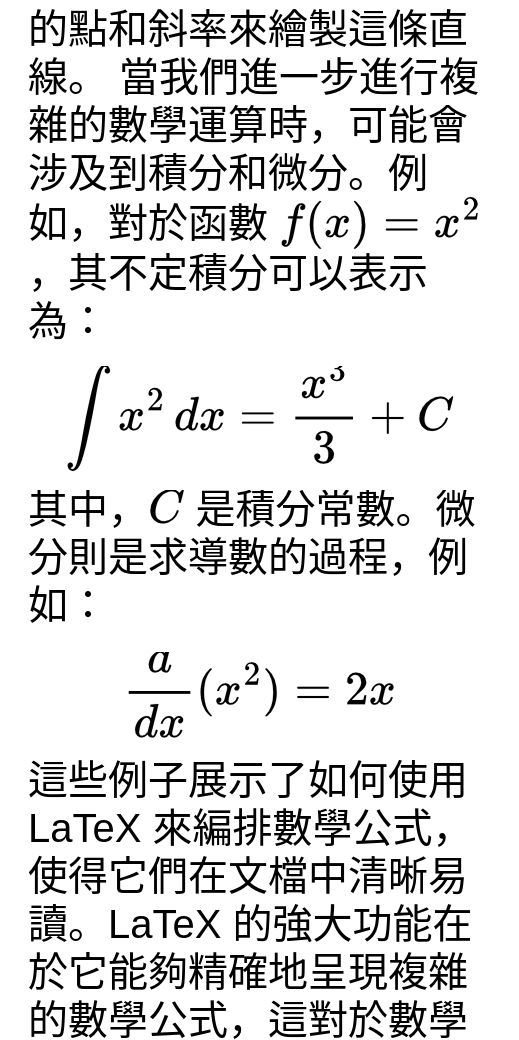 的點和斜率來繪製這條直
線。 當我們進一步進行複
雜的數學運算時，可能會
涉及到積分和微分。例
如，對於函數 f(x) = x²
，其不定積分可以表示
為：
∫ x² dx = x³/3 + C
其中，C 是積分常數。微
分則是求導數的過程，例
如：
d/dx (x²) = 2x
這些例子展示了如何使用
LaTeX 來編排數學公式，
使得它們在文檔中清晰易
讀。LaTeX 的強大功能在
於它能夠精確地呈現複雜
的數學公式，這對於數學